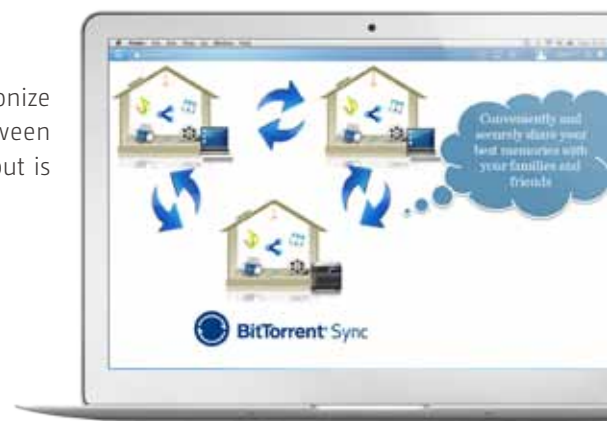 onize
ween
out is
Conveniently and
securely share your
best memories with
your families and
friends
BitTorrent Sync